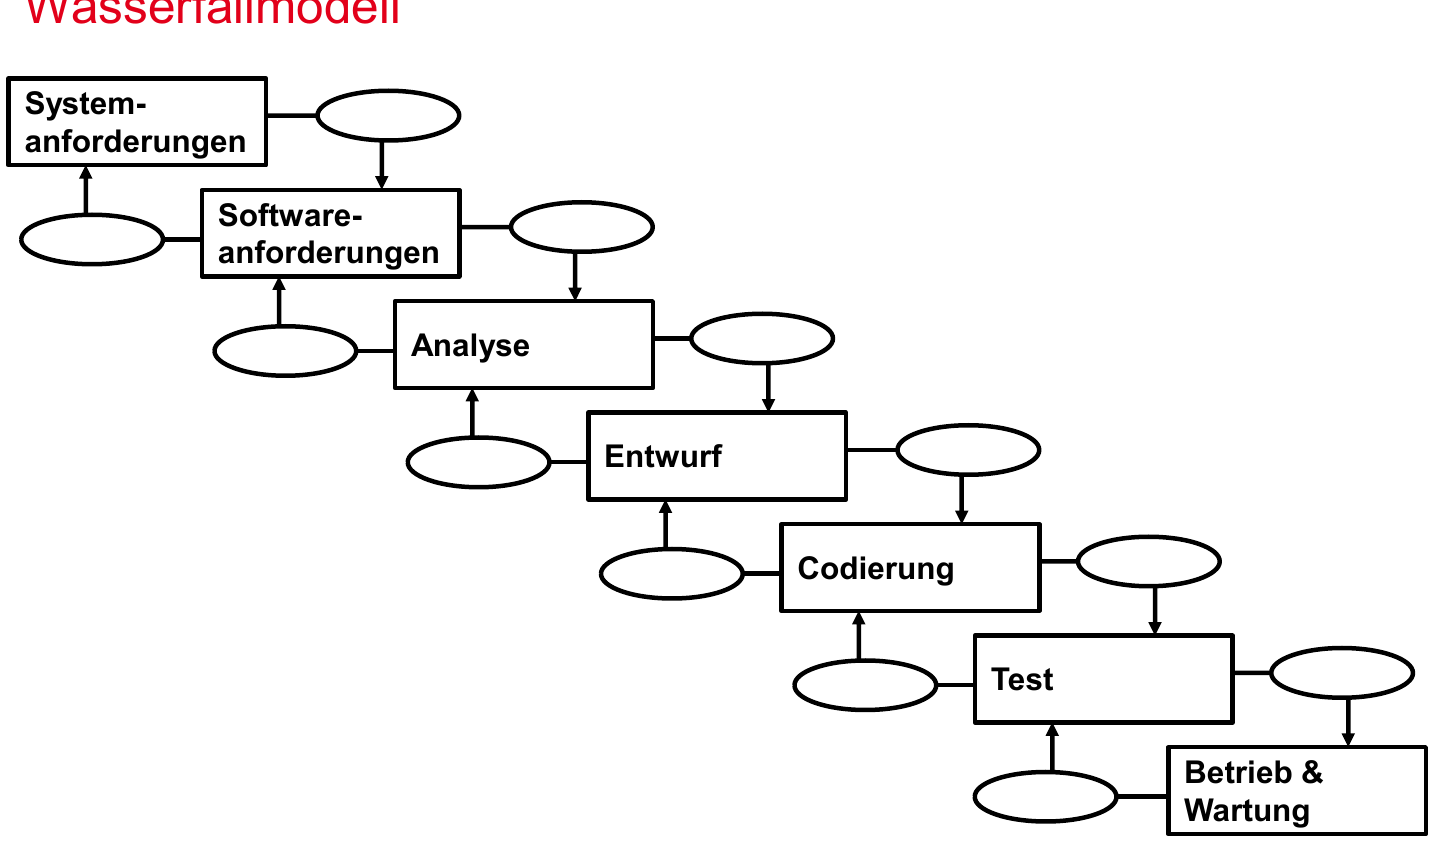 Wasserfallmodell
System-
anforderungen
Software-
anforderungen
Analyse
Entwurf
Codierung
Test
Betrieb &
Wartung